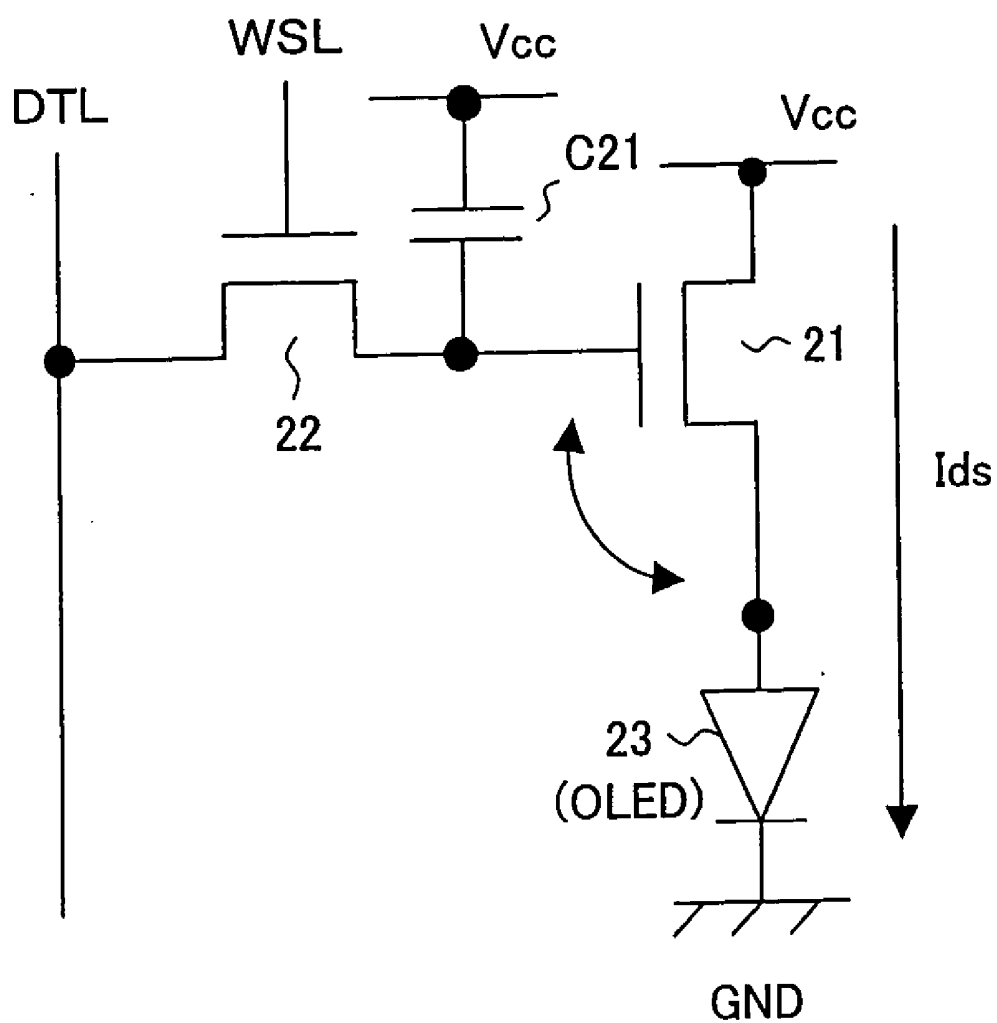 WSL
Vcc
DTL
Vcc
C21
21
22
Ids
23
(OLED)
GND